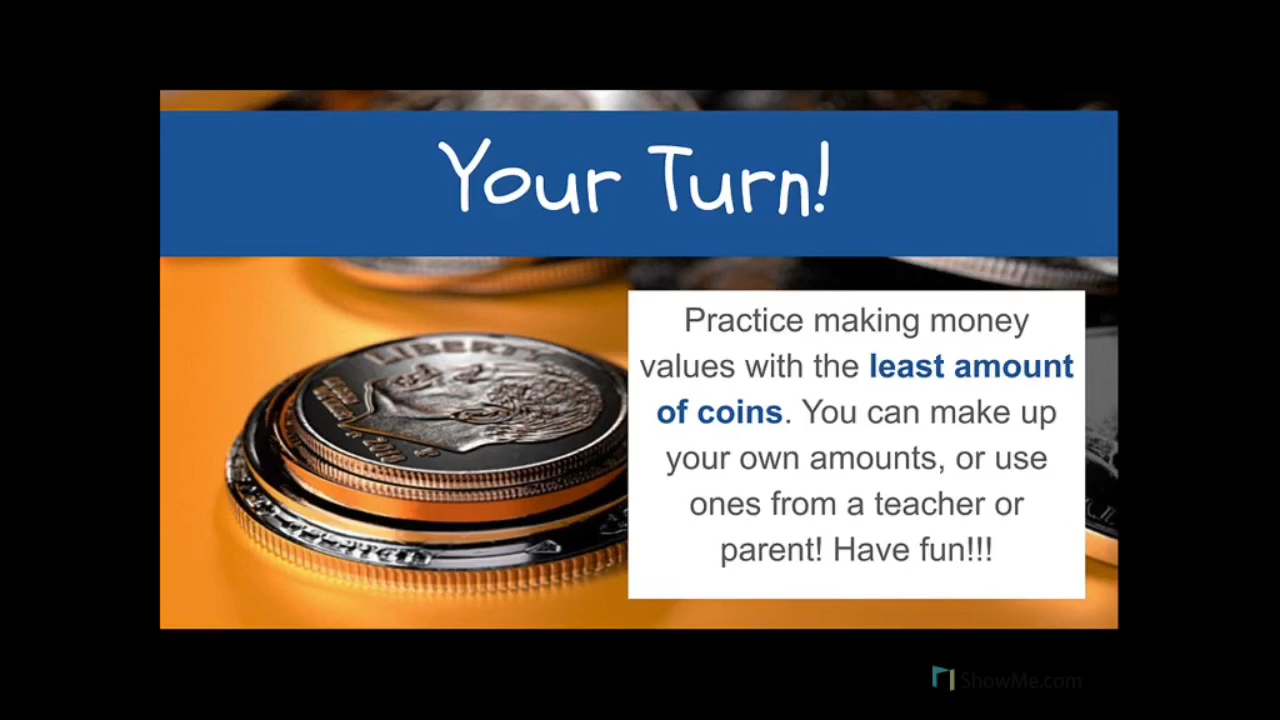 Your Turn!
Practice making money
values with the least amount
of coins. You can make up
your own amounts, or use
ones from a teacher or
parent! Have fun!!!
LIBERTY
ShowMe.com